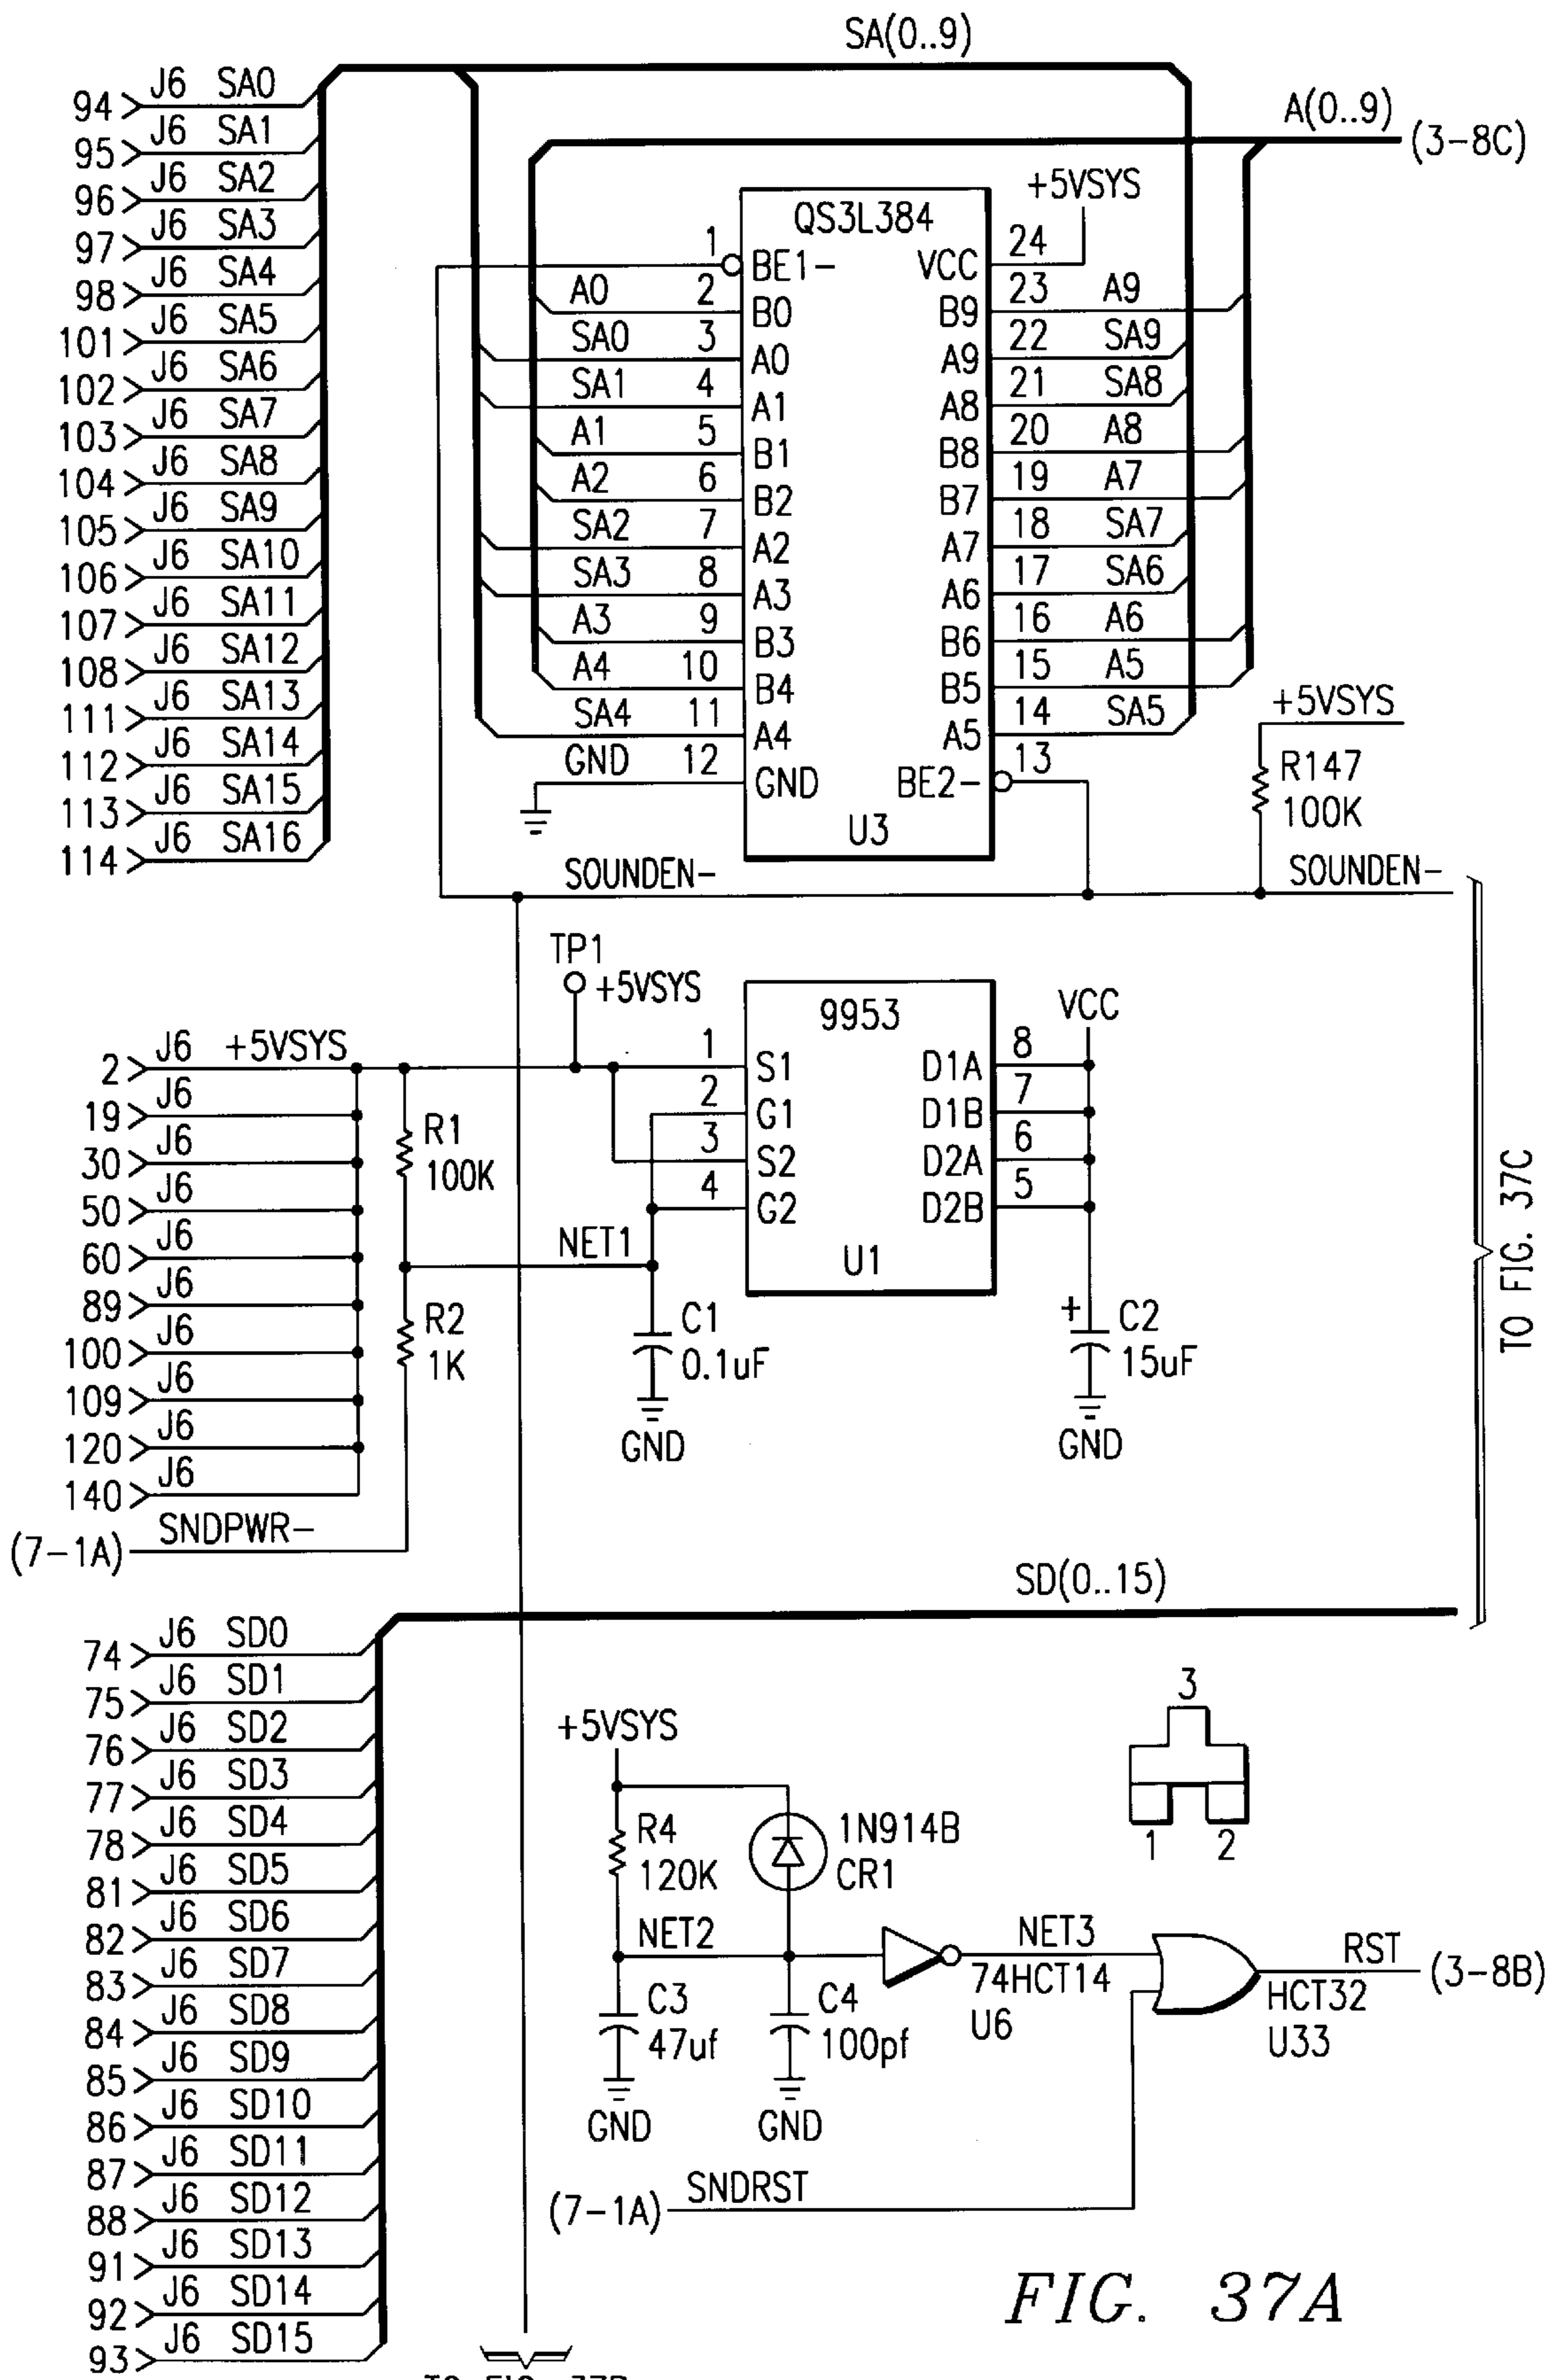 SA(0..9)
A(0..9)
(3-8C)
94 J6 SA0
95 J6 SA1
96 J6 SA2
97 J6 SA3
98 J6 SA4
101 J6 SA5
102 J6 SA6
103 J6 SA7
104 J6 SA8
105 J6 SA9
106 J6 SA10
107 J6 SA11
108 J6 SA12
111 J6 SA13
112 J6 SA14
113 J6 SA15
114 J6 SA16
QS3L384
+5VSYS
1 BE1- VCC 24
A0 2 B0 B9 23 A9
SA0 3 A0 A9 22 SA9
SA1 4 A1 A8 21 SA8
A1 5 B1 B8 20 A8
A2 6 B2 B7 19 A7
SA2 7 A2 A7 18 SA7
SA3 8 A3 A6 17 SA6
A3 9 B3 B6 16 A6
A4 10 B4 B5 15 A5
SA4 11 A4 A5 14 SA5
GND 12 GND BE2- 13
U3
+5VSYS
R147
100K
SOUNDEN-
SOUNDEN-
TP1
+5VSYS
9953
VCC
1 S1 D1A 8
2 G1 D1B 7
3 S2 D2A 6
4 G2 D2B 5
U1
2 J6 +5VSYS
19 J6
30 J6
50 J6
60 J6
89 J6
100 J6
109 J6
120 J6
140 J6
R1
100K
NET1
R2
1K
C1
0.1uF
GND
+
C2
15uF
GND
(7-1A) SNDPWR-
TO FIG. 37C
SD(0..15)
74 J6 SD0
75 J6 SD1
76 J6 SD2
77 J6 SD3
78 J6 SD4
81 J6 SD5
82 J6 SD6
83 J6 SD7
84 J6 SD8
85 J6 SD9
86 J6 SD10
87 J6 SD11
88 J6 SD12
91 J6 SD13
92 J6 SD14
93 J6 SD15
3
1 2
+5VSYS
R4
120K
1N914B
CR1
NET2
NET3
74HCT14
U6
RST
(3-8B)
HCT32
U33
C3
47uf
GND
C4
100pf
GND
(7-1A) SNDRST
FIG. 37A